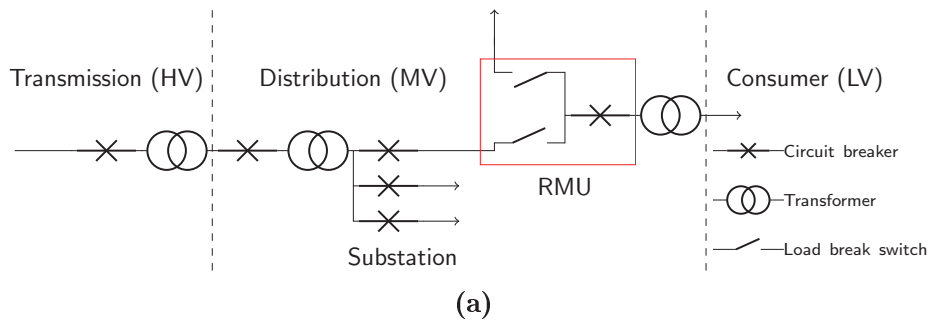 Transmission (HV)
Distribution (MV)
Consumer (LV)
Circuit breaker
RMU
Transformer
Substation
Load break switch
(a)